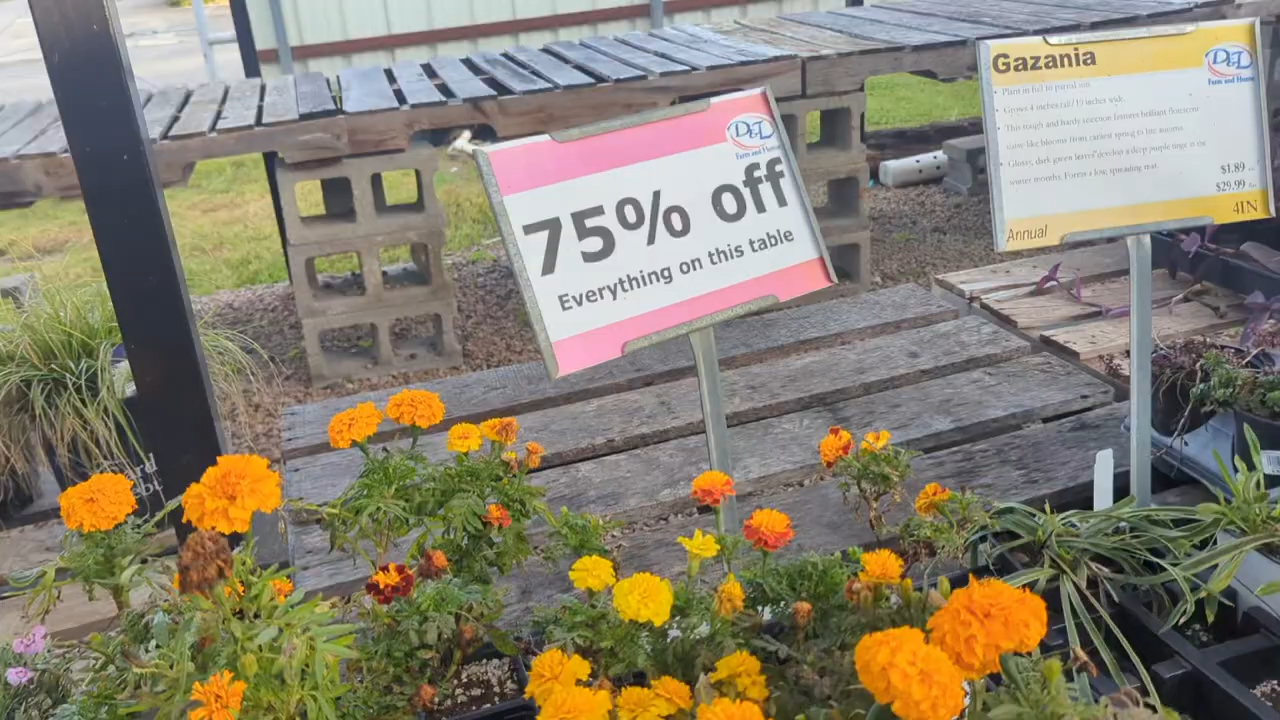 D&L
Farm and Home
75% off
Everything on this table
Gazania
D&L
Farm and Home
• Plant in full to partial sun.
• Grows 4 inches tall/10 inches wide.
• This tough and hardy selection features brilliant florescent
daisy-like blooms from earliest spring to late autumn.
• Glossy, dark green leaves develop a deep purple tinge in the
winter months. Forms a low, spreading mat.
$1.89
$29.99
4IN
Annual